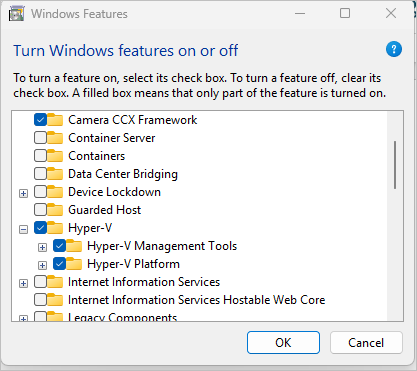 Windows Features
Turn Windows features on or off
To turn a feature on, select its check box. To turn a feature off, clear its
check box. A filled box means that only part of the feature is turned on.
Camera CCX Framework
Container Server
Containers
Data Center Bridging
Device Lockdown
Guarded Host
Hyper-V
Hyper-V Management Tools
Hyper-V Platform
Internet Information Services
Internet Information Services Hostable Web Core
Legacy Components
OK
Cancel